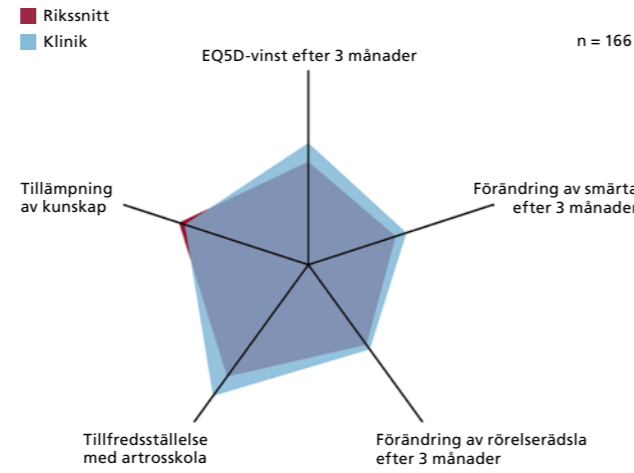 Rikssnitt
Klinik
n = 166
EQ5D-vinst efter 3 månader
Tillämpning
av kunskap
Förändring av smärta
efter 3 månader
Tillfredsställelse
med artrosskola
Förändring av rörelserädsla
efter 3 månader